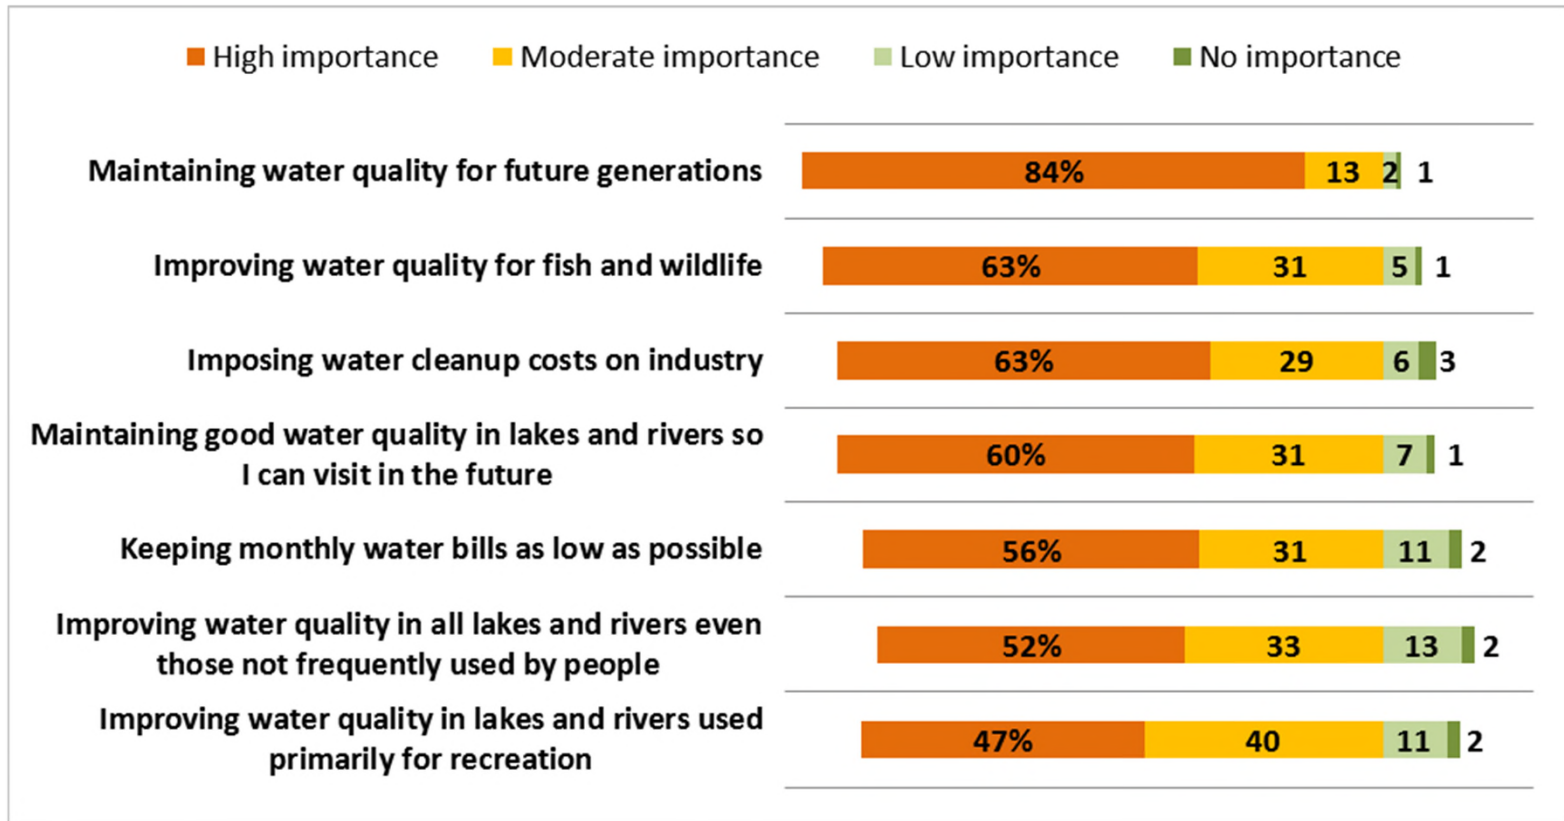 High importance Moderate importance Low importance No importance
Maintaining water quality for future generations 84% 13 2 1
Improving water quality for fish and wildlife 63% 31 5 1
Imposing water cleanup costs on industry 63% 29 6 3
Maintaining good water quality in lakes and rivers so
I can visit in the future 60% 31 7 1
Keeping monthly water bills as low as possible 56% 31 11 2
Improving water quality in all lakes and rivers even
those not frequently used by people 52% 33 13 2
Improving water quality in lakes and rivers used
primarily for recreation 47% 40 11 2